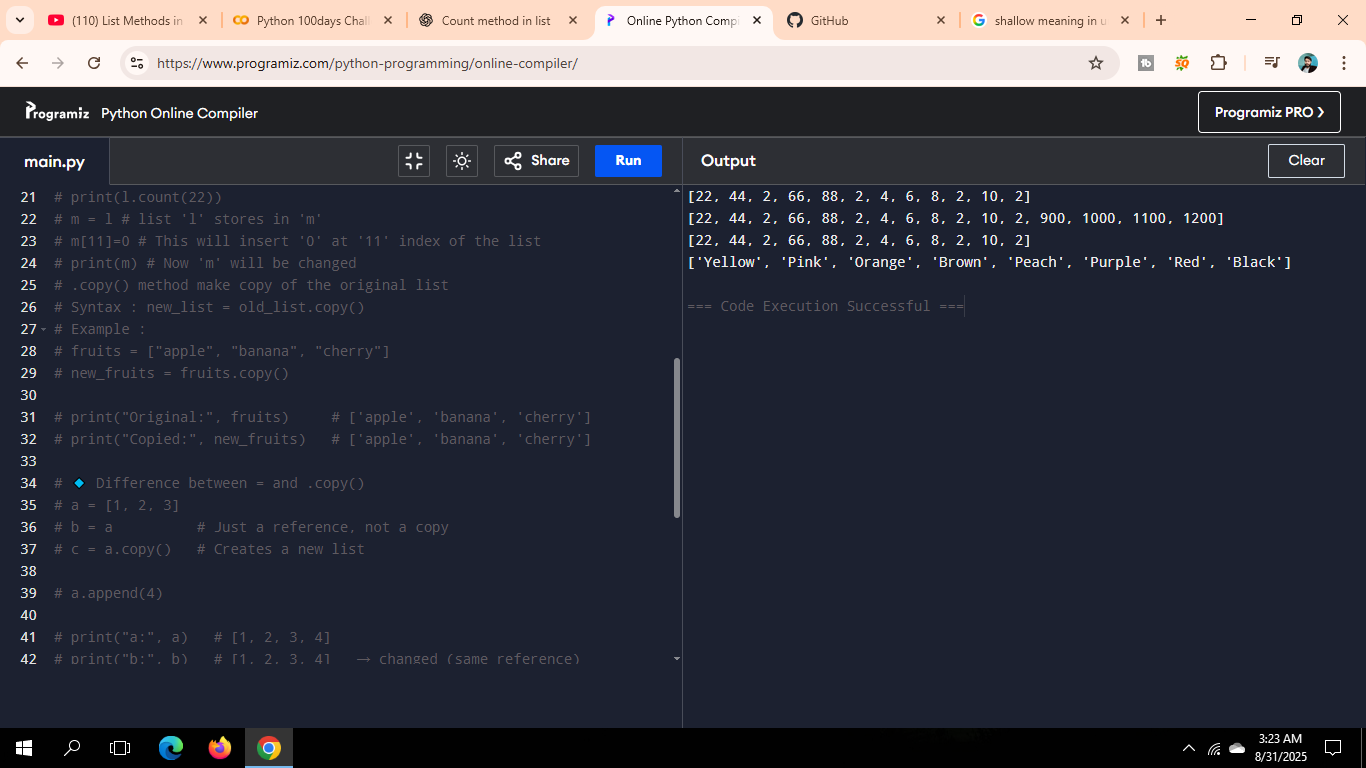 (110) List Methods in
Python 100days Chall
Count method in list
Online Python Compi
GitHub
shallow meaning in u
https://www.programiz.com/python-programming/online-compiler/
Programiz Python Online Compiler
Programiz PRO
main.py
Share
Run
Output
Clear
21 # print(l.count(22))
22 # m = l # list 'l' stores in 'm'
23 # m[11]=0 # This will insert '0' at '11' index of the list
24 # print(m) # Now 'm' will be changed
25 # .copy() method make copy of the original list
26 # Syntax : new_list = old_list.copy()
27 # Example :
28 # fruits = ["apple", "banana", "cherry"]
29 # new_fruits = fruits.copy()
30
31 # print("Original:", fruits)     # ['apple', 'banana', 'cherry']
32 # print("Copied:", new_fruits)   # ['apple', 'banana', 'cherry']
33
34 # 🔹 Difference between = and .copy()
35 # a = [1, 2, 3]
36 # b = a          # Just a reference, not a copy
37 # c = a.copy()   # Creates a new list
38
39 # a.append(4)
40
41 # print("a:", a)   # [1, 2, 3, 4]
42 # print("b:", b)   # [1, 2, 3, 4]   → changed (same reference)
[22, 44, 2, 66, 88, 2, 4, 6, 8, 2, 10, 2]
[22, 44, 2, 66, 88, 2, 4, 6, 8, 2, 10, 2, 900, 1000, 1100, 1200]
[22, 44, 2, 66, 88, 2, 4, 6, 8, 2, 10, 2]
['Yellow', 'Pink', 'Orange', 'Brown', 'Peach', 'Purple', 'Red', 'Black']
=== Code Execution Successful ===
3:23 AM
8/31/2025